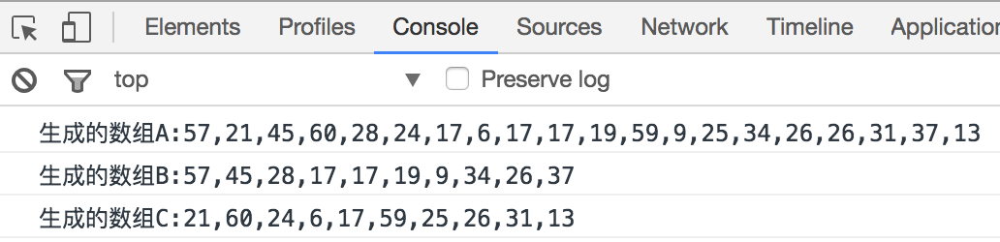 Elements Profiles Console Sources Network Timeline Application
top Preserve log
生成的数组A:57,21,45,60,28,24,17,6,17,17,19,59,9,25,34,26,26,31,37,13
生成的数组B:57,45,28,17,17,19,9,34,26,37
生成的数组C:21,60,24,6,17,59,25,26,31,13